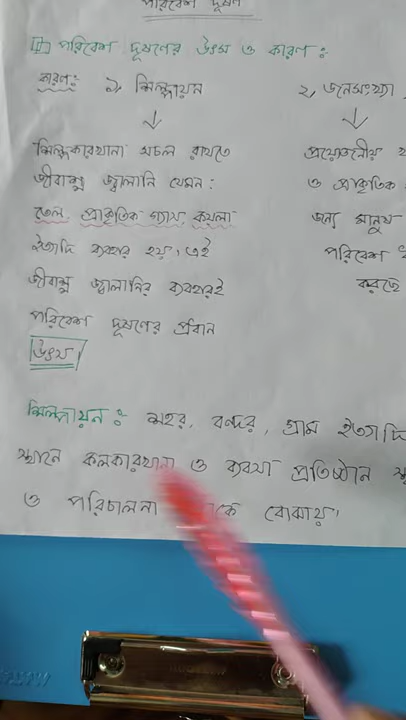 পরিবেশ দূষণ
পরিবেশ দূষণের উৎস ও কারণ :
কারণ: ১, শিল্পায়ন
২, জনসংখ্যা
শিল্পকারখানা সচল রাখতে
জীবাশ্ম জ্বালানি যেমন :
তেল, প্রাকৃতিক গ্যাস কয়লা
ইত্যাদি ব্যবহার হয়। এই
জীবাশ্ম জ্বালানির ব্যবহারই
পরিবেশ দূষণের প্রধান
উৎস।
প্রয়োজনীয়
ও প্রাকৃতিক
জন্য মানুষ
পরিবেশ
করছে
শিল্পায়ন : শহর, বন্দর, গ্রাম ইত্যাদি
স্থানে কলকারখানা ও ব্যবসা প্রতিষ্ঠান
ও পরিচালনা বোঝায়।